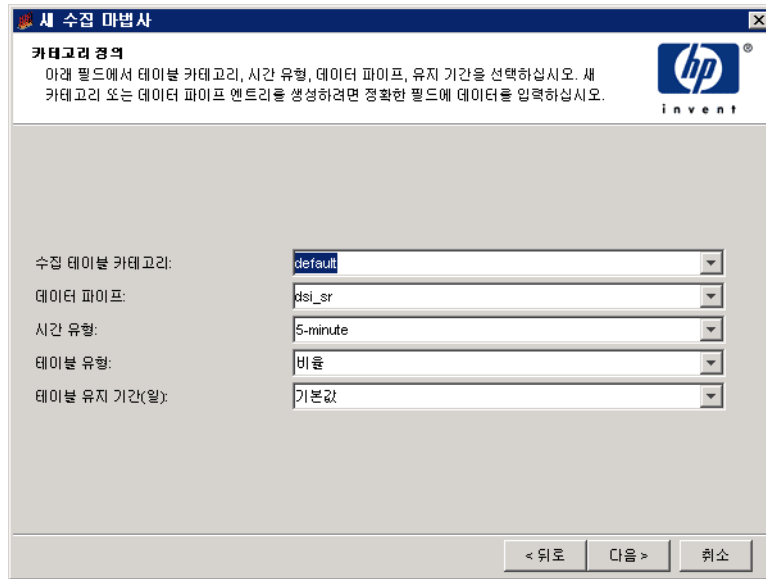 새 수집 마법사
카테고리 정의
아래 필드에서 테이블 카테고리, 시간 유형, 데이터 파이프, 유지 기간을 선택하십시오. 새
카테고리 또는 데이터 파이프 엔트리를 생성하려면 정확한 필드에 데이터를 입력하십시오.
hp
®
invent
수집 테이블 카테고리: default
데이터 파이프: dsi_sr
시간 유형: 5-minute
테이블 유형: 비율
테이블 유지 기간(일): 기본값
< 뒤로 다음 > 취소